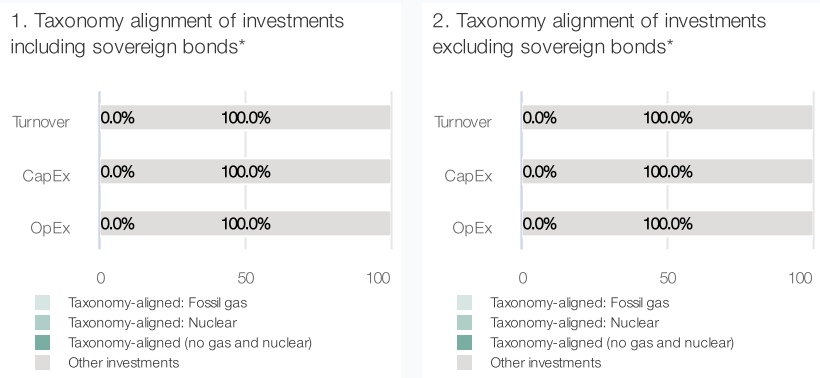 1. Taxonomy alignment of investments
including sovereign bonds*
Turnover 0.0% 100.0%
CapEx 0.0% 100.0%
OpEx 0.0% 100.0%
0 50 100
Taxonomy-aligned: Fossil gas
Taxonomy-aligned: Nuclear
Taxonomy-aligned (no gas and nuclear)
Other investments
2. Taxonomy alignment of investments
excluding sovereign bonds*
Turnover 0.0% 100.0%
CapEx 0.0% 100.0%
OpEx 0.0% 100.0%
0 50 100
Taxonomy-aligned: Fossil gas
Taxonomy-aligned: Nuclear
Taxonomy-aligned (no gas and nuclear)
Other investments